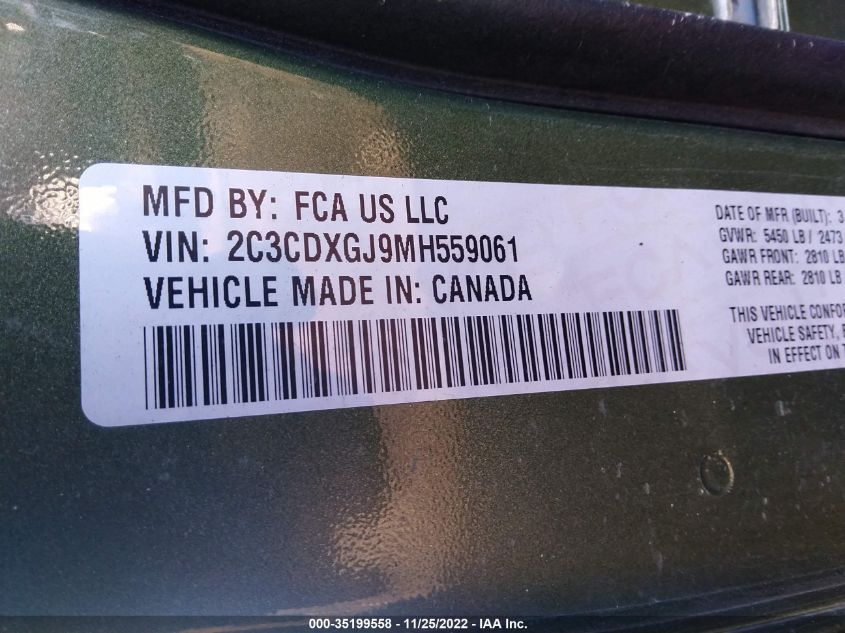 MFD BY: FCA US LLC
VIN: 2C3CDXGJ9MH559061
VEHICLE MADE IN: CANADA
DATE OF MFR (BUILT): 3
GVWR: 5450 LB / 2473
GAWR FRONT: 2810 LB
GAWR REAR: 2810 LB
THIS VEHICLE CONFOR
VEHICLE SAFETY,
IN EFFECT ON
000-35199558 - 11/25/2022 - IAA Inc.